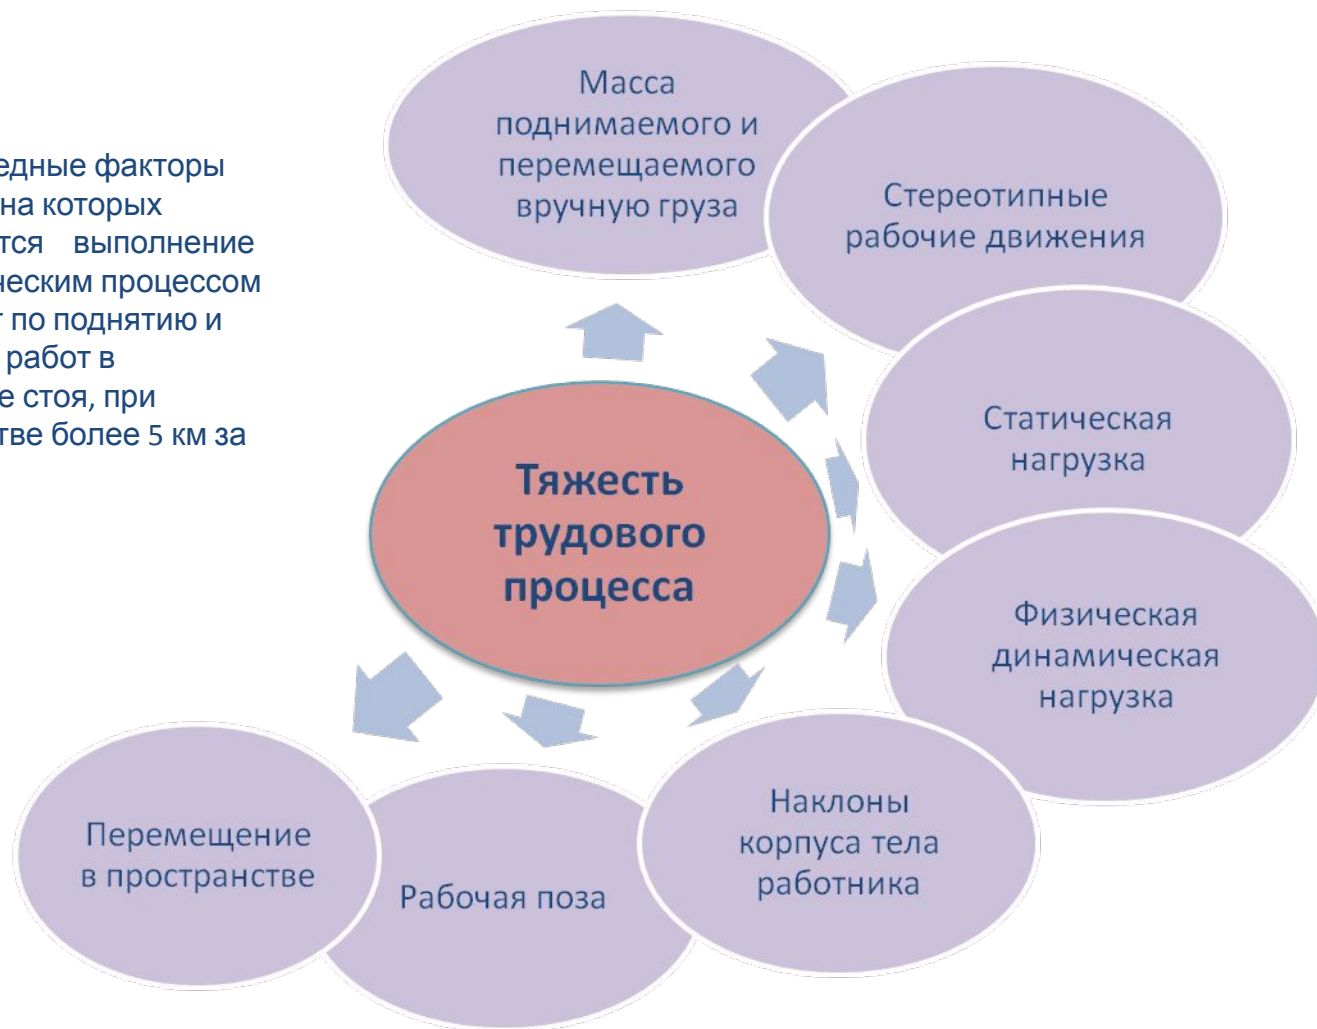 едные факторы
на которых
тся выполнение
ческим процессом
т по поднятию и
работ в
е стоя, при
тве более 5 км за
Масса
поднимаемого и
перемещаемого
вручную груза
Стереотипные
рабочие движения
Статическая
нагрузка
Физическая
динамическая
нагрузка
Наклоны
корпуса тела
работника
Рабочая поза
Перемещение
в пространстве
Тяжесть
трудового
процесса